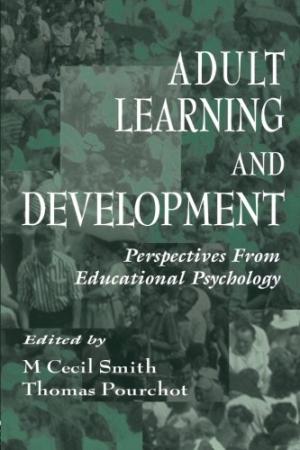 ADULT
LEARNING
AND
DEVELOPMENT
Perspectives From
Educational Psychology
Edited by
M Cecil Smith
Thomas Pourchot